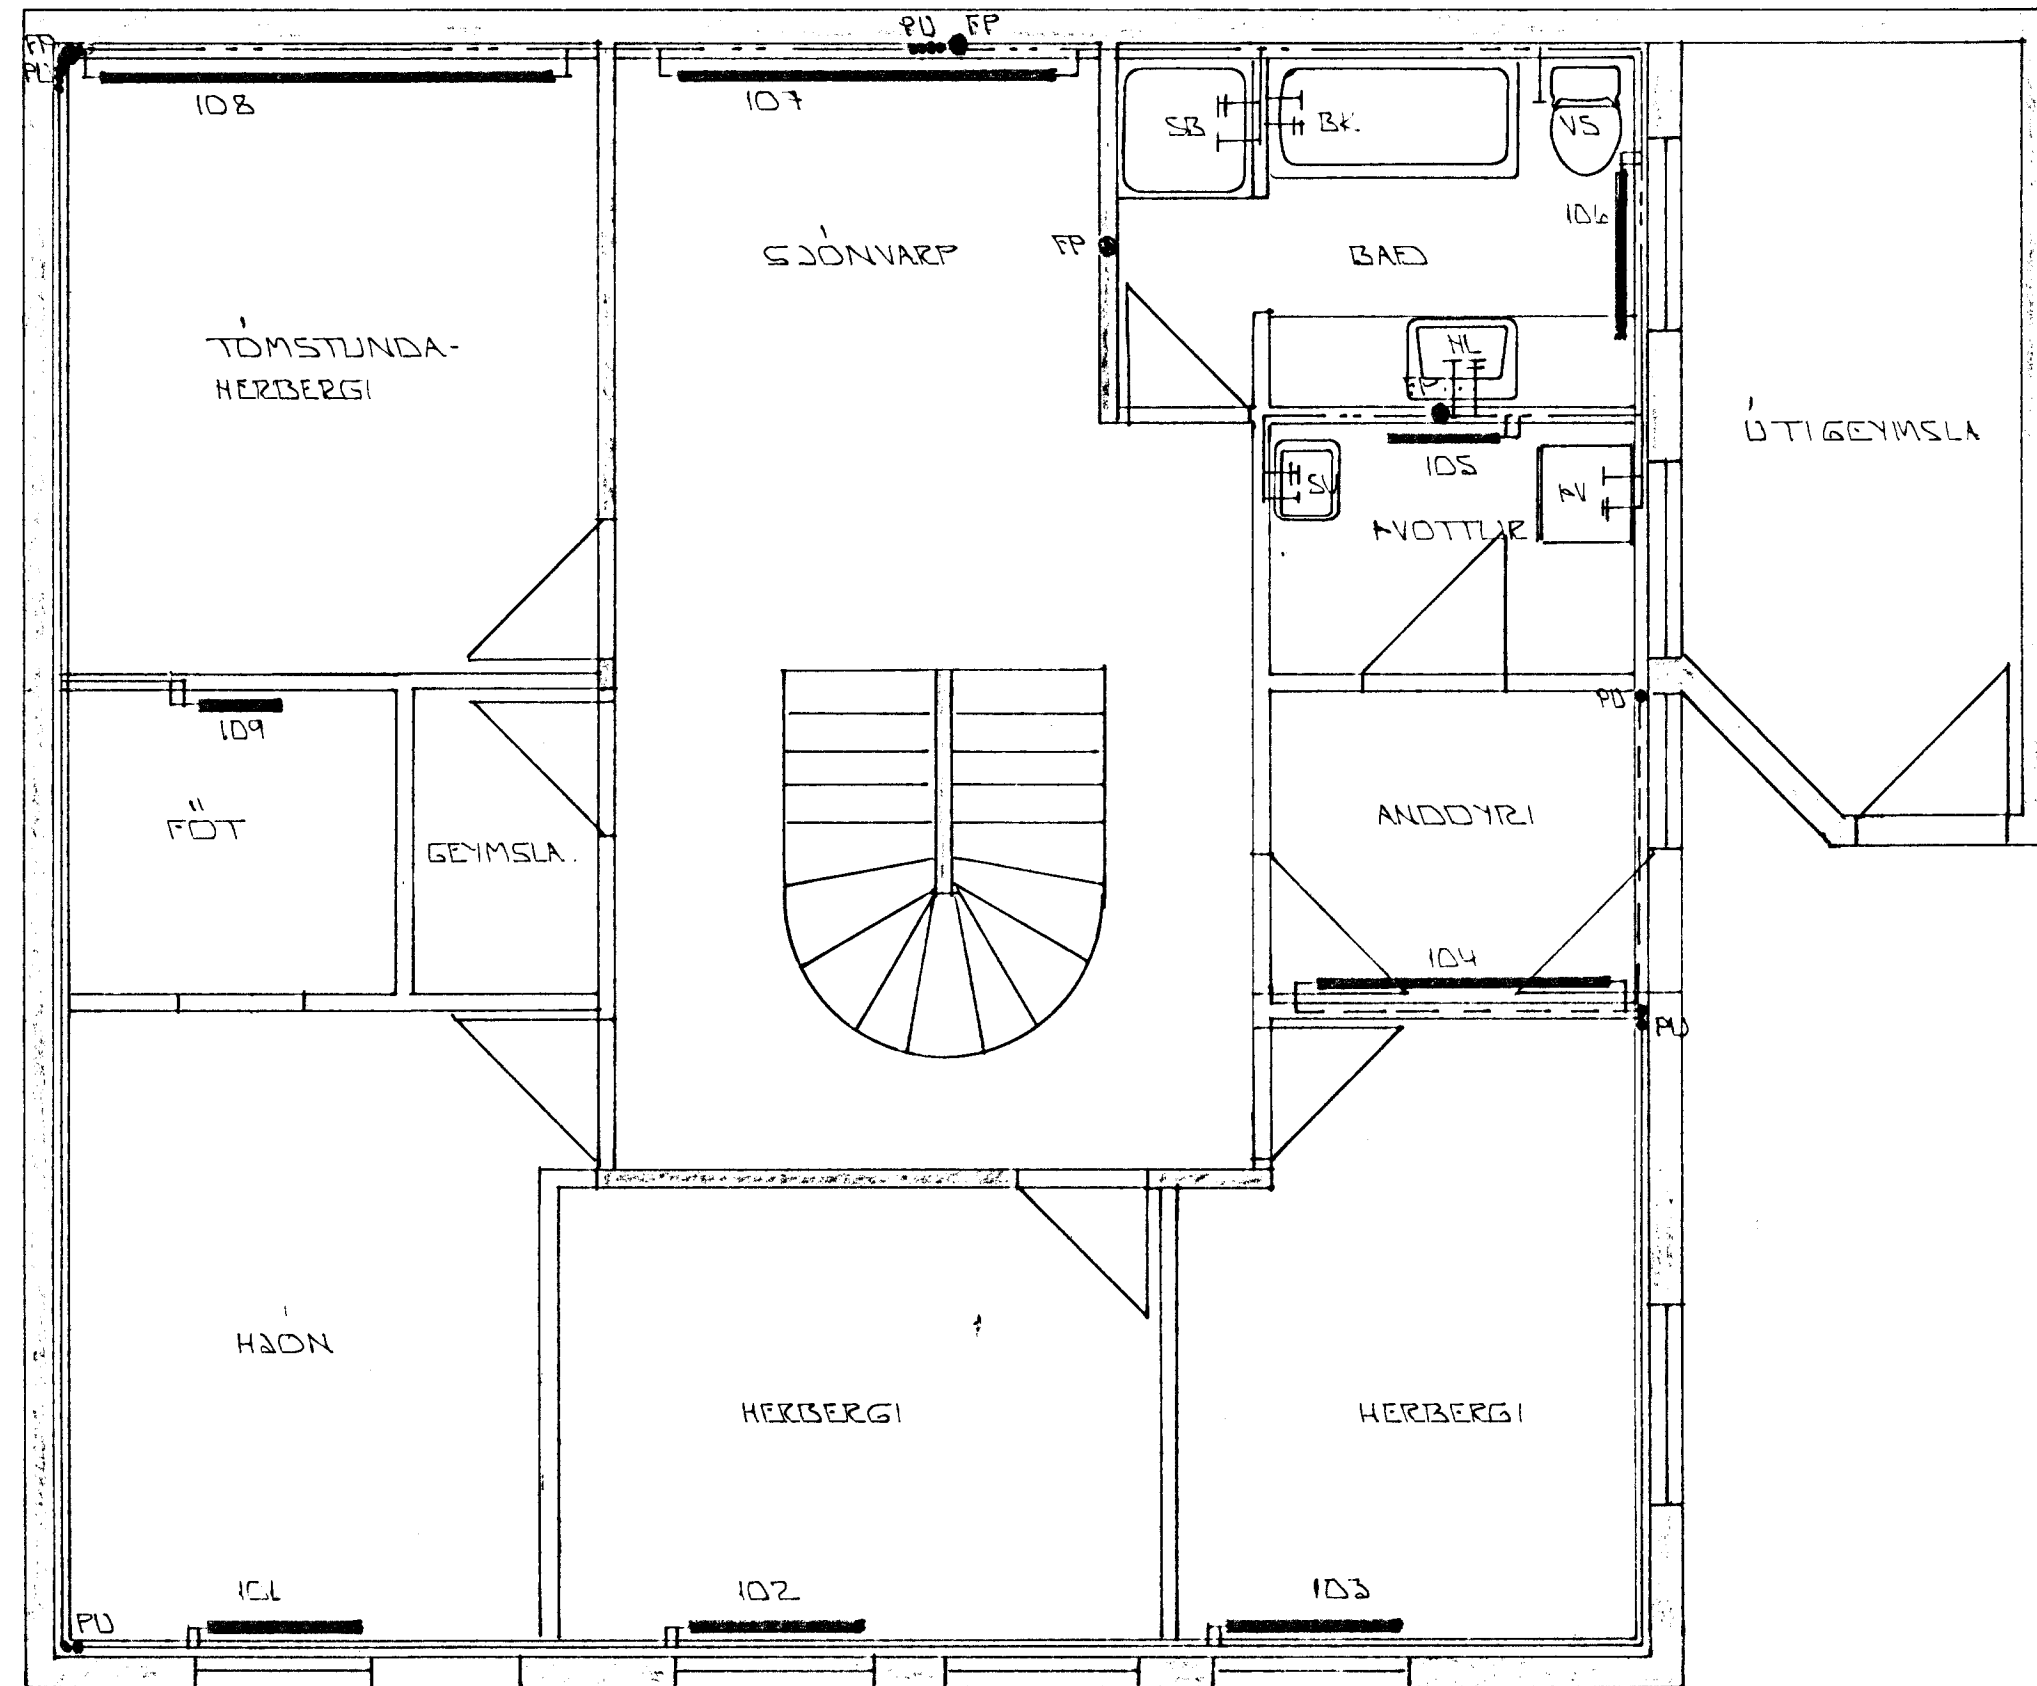 PU FP
FP
PU
108
107
SB
BK.
VS
106
FP
SJÓNVARP
BAÐ
TÓMSTUNDA-
HERBERGI
HL
FP
ÚTIGEYMSLA
105
SV
ÞV
ÞVOTTUR
PU
109
FÖT
GEYMSLA.
ANDDYRI
104
PU
HJÓN
HERBERGI
HERBERGI
101
102
103
PU